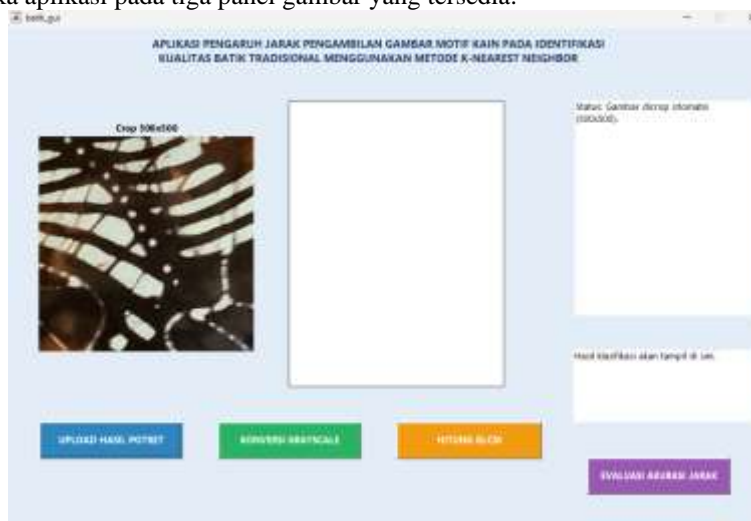 ka aplikasi pada tiga panel gambar yang tersedia.
batik_gui
APLIKASI PENGARUH JARAK PENGAMBILAN GAMBAR MOTIF KAIN PADA IDENTIFIKASI
KUALITAS BATIK TRADISIONAL MENGGUNAKAN METODE K-NEAREST NEIGHBOR
Crop 500x500
Status: Gambar dicrop otomatis
(500x500).
Hasil klasifikasi akan tampil di sini.
UPLOAD HASIL POTRET
KONVERSI GRAYSCALE
HITUNG GLCM
EVALUASI AKURASI JARAK